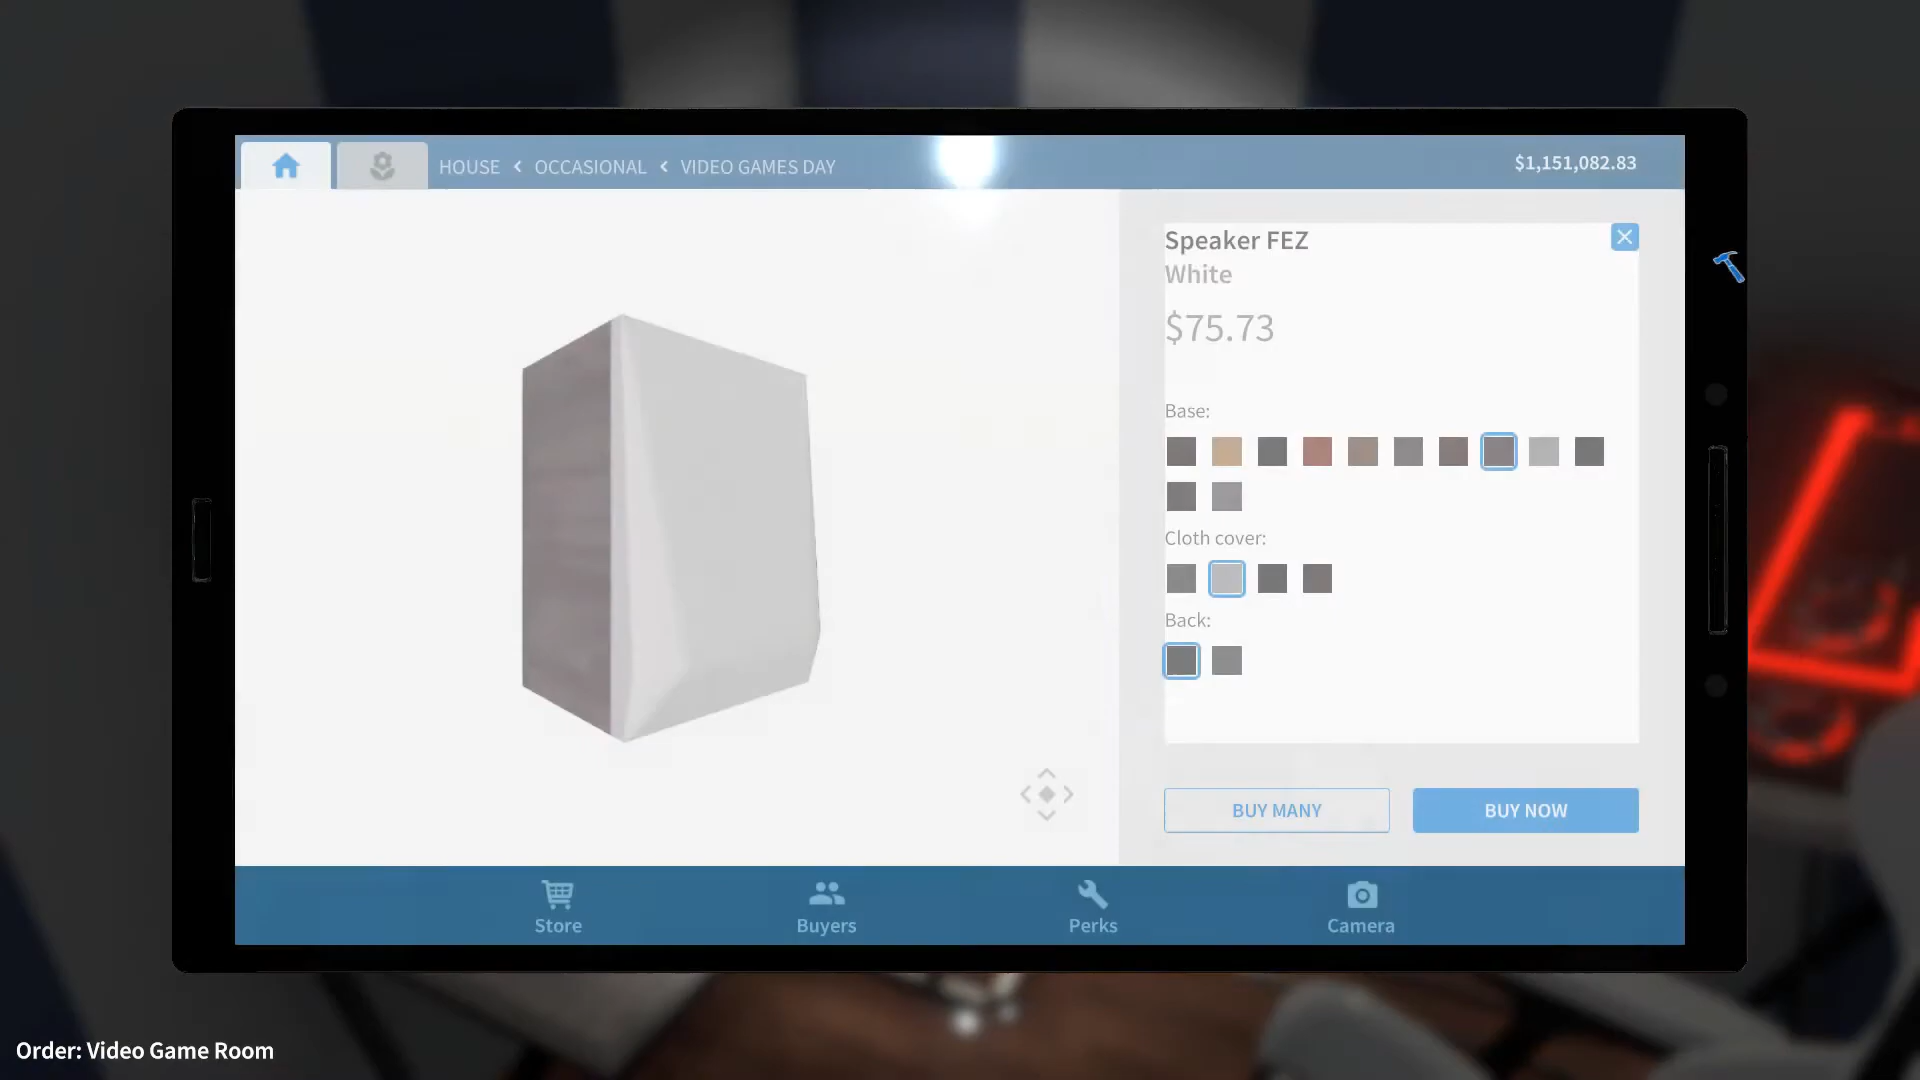 HOUSE < OCCASIONAL < VIDEO GAMES DAY
$1,151,082.83
Speaker FEZ
White
$75.73
Base:
Cloth cover:
Back:
BUY MANY
BUY NOW
Store
Buyers
Perks
Camera
Order: Video Game Room